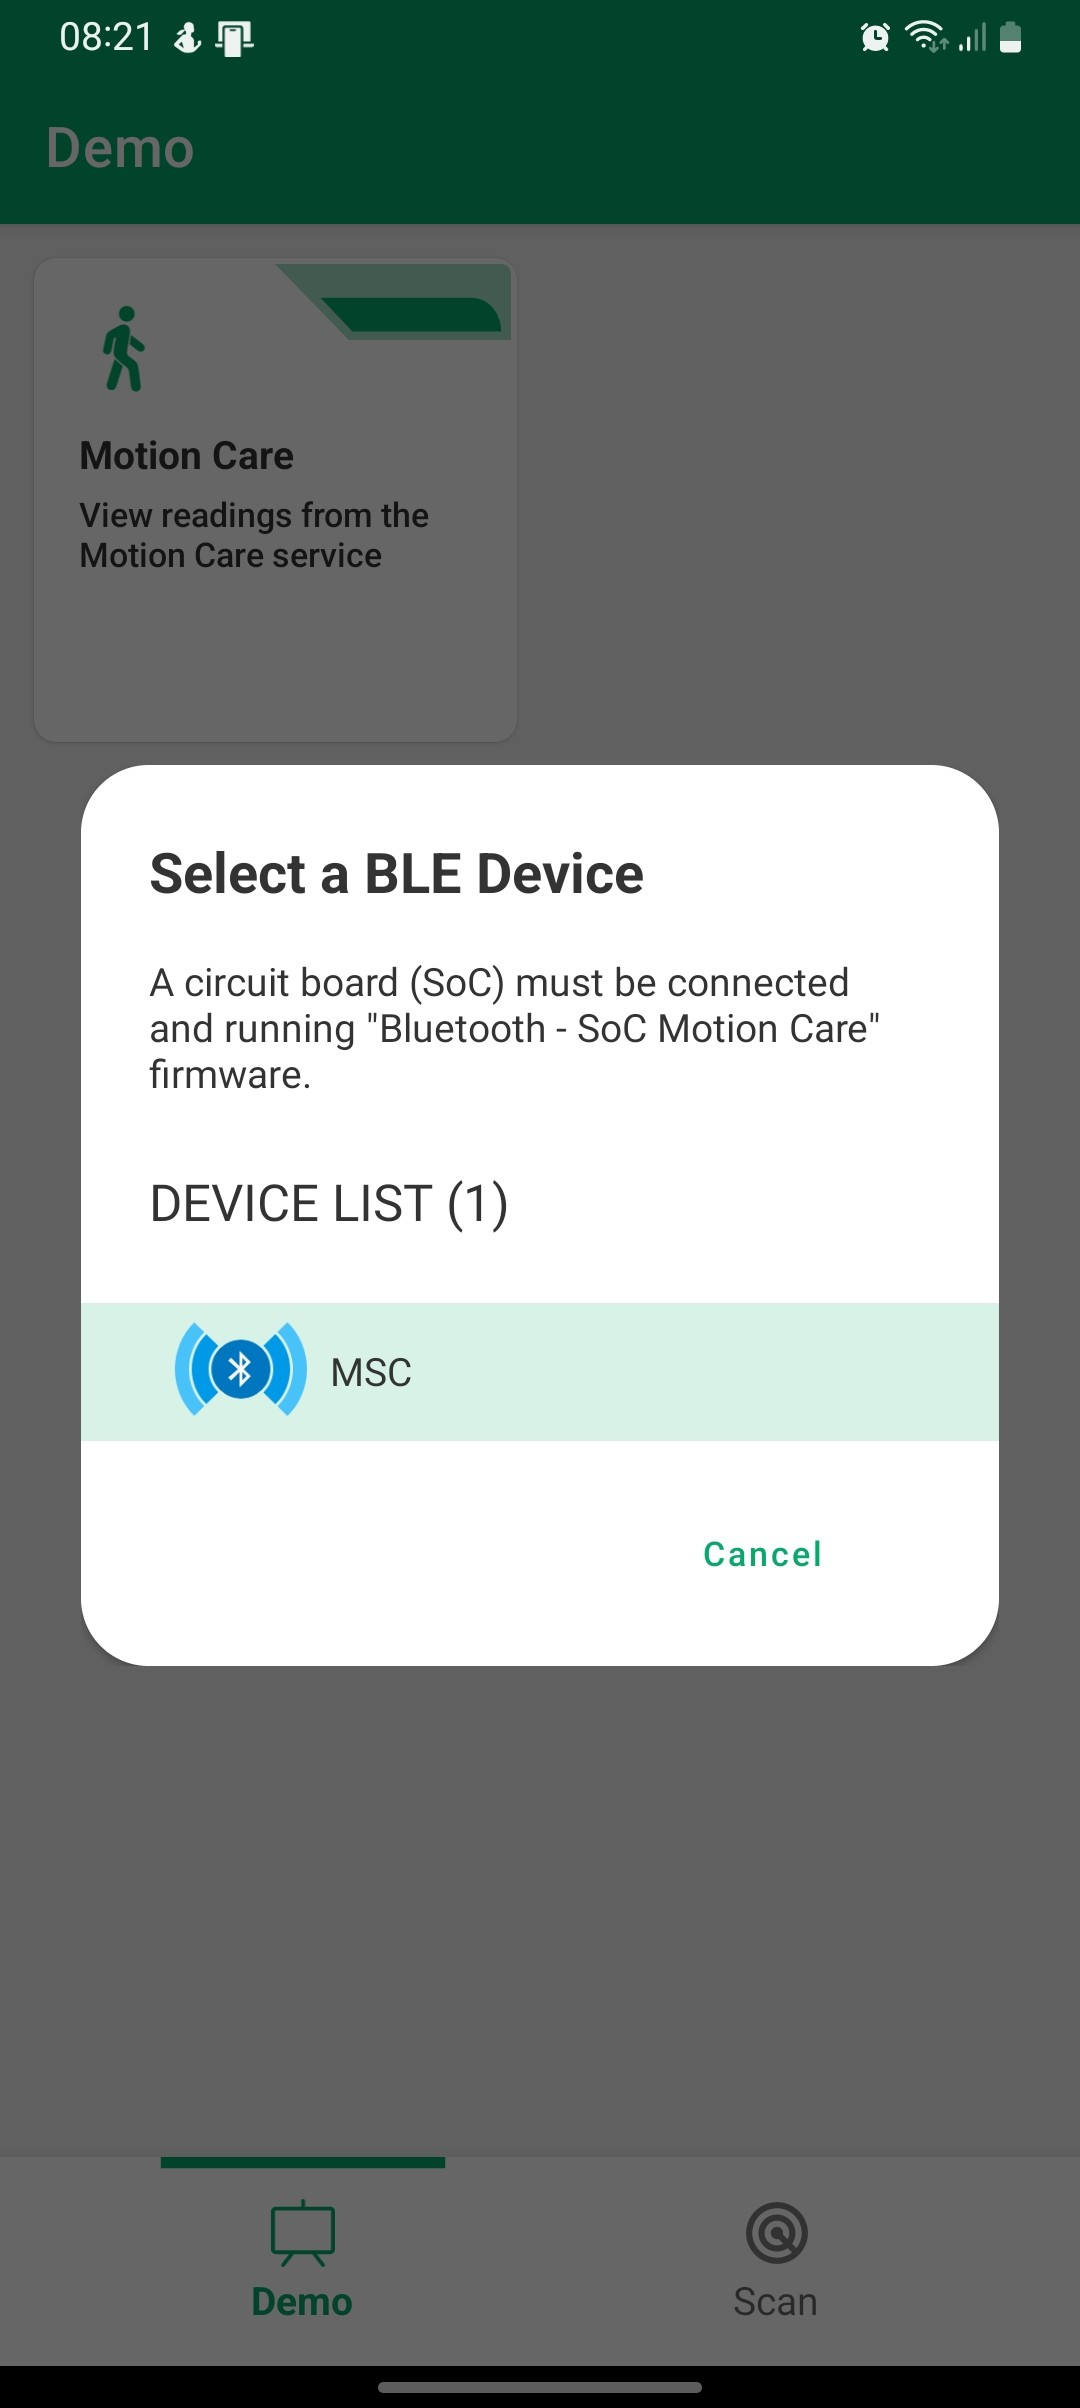 08:21
Demo
Motion Care
View readings from the
Motion Care service
Select a BLE Device
A circuit board (SoC) must be connected
and running "Bluetooth - SoC Motion Care"
firmware.
DEVICE LIST (1)
MSC
Cancel
Demo
Scan